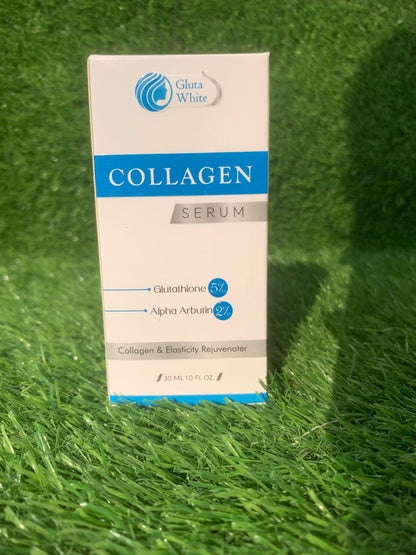 Gluta
White
COLLAGEN
SERUM
Glutathione 5%
Alpha Arbutin 2%
Collagen & Elasticity Rejuvenater
30 ML 1.0 FL OZ.